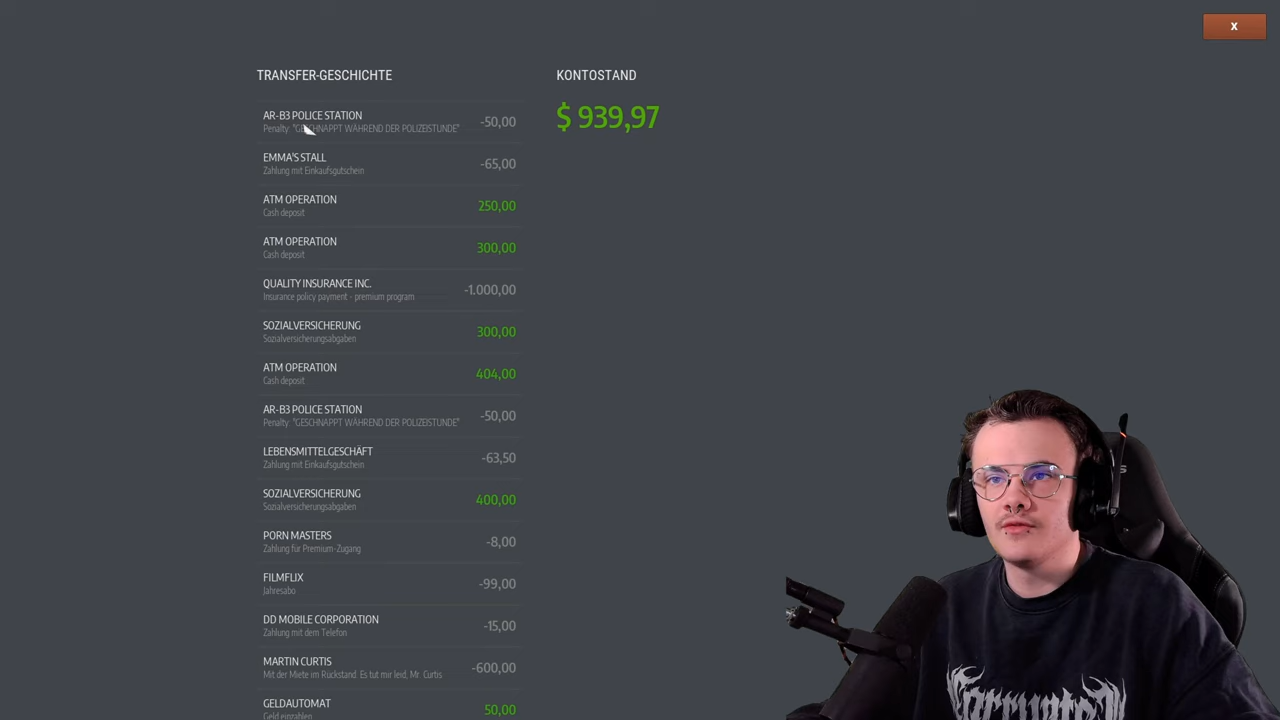 X
TRANSFER-GESCHICHTE
KONTOSTAND
$ 939,97
AR-B3 POLICE STATION
Penalty: "GESCHNAPPT WÄHREND DER POLIZEISTUNDE"
-50,00
EMMA'S STALL
Zahlung mit Einkaufsgutschein
-65,00
ATM OPERATION
Cash deposit
250,00
ATM OPERATION
Cash deposit
300,00
QUALITY INSURANCE INC.
Insurance policy payment - premium program
-1.000,00
SOZIALVERSICHERUNG
Sozialversicherungsabgaben
300,00
ATM OPERATION
Cash deposit
404,00
AR-B3 POLICE STATION
Penalty: "GESCHNAPPT WÄHREND DER POLIZEISTUNDE"
-50,00
LEBENSMITTELGESCHÄFT
Zahlung mit Einkaufsgutschein
-63,50
SOZIALVERSICHERUNG
Sozialversicherungsabgaben
400,00
PORN MASTERS
Zahlung für Premium-Zugang
-8,00
FILMFLIX
Jahresabo
-99,00
DD MOBILE CORPORATION
Zahlung mit dem Telefon
-15,00
MARTIN CURTIS
Mit der Miete im Rückstand. Es tut mir leid, Mr. Curtis
-600,00
GELDAUTOMAT
Geld einzahlen
50,00